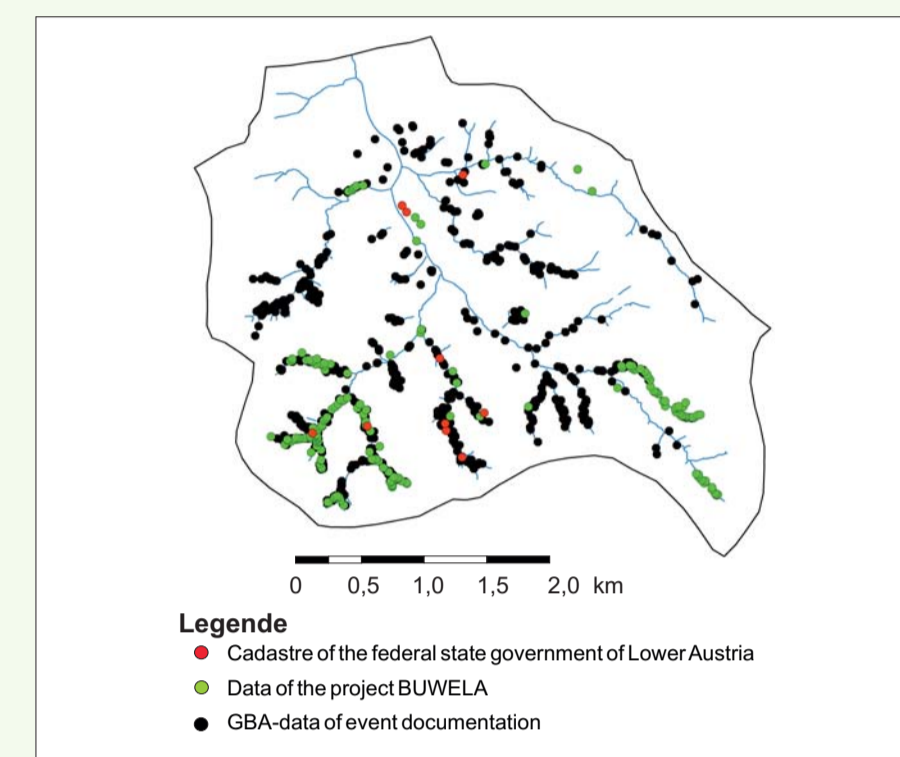 0 0,5 1,0 1,5 2,0 km
Legende
Cadastre of the federal state government of Lower Austria
Data of the project BUWELA
GBA-data of event documentation